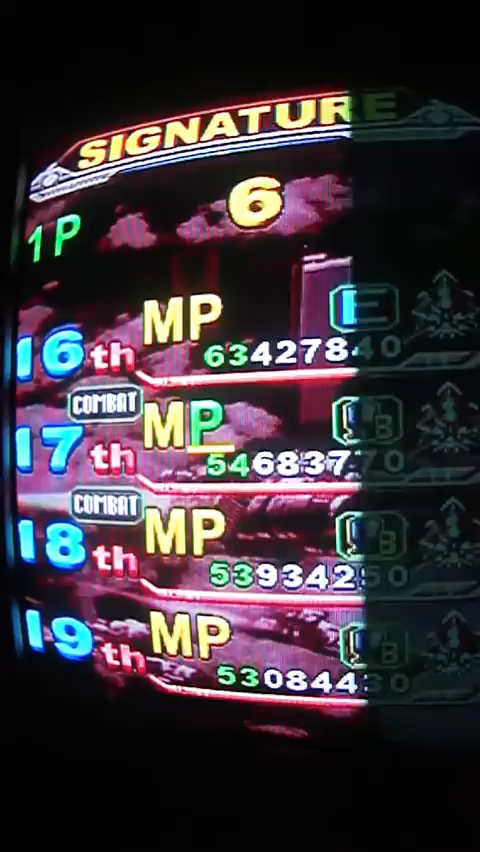 SIGNATURE
6
1P
16th MP E
63427840
COMBAT
17th MP B
54683770
COMBAT
18th MP B
53934250
19th MP B
53084430